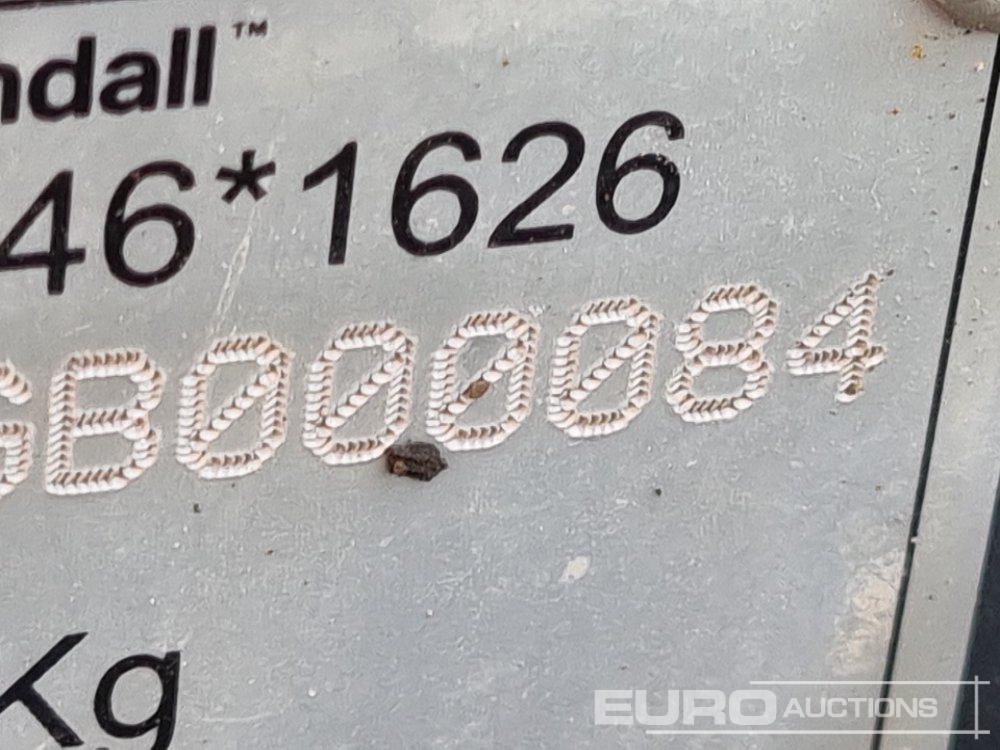 ndall™
46*1626
GB000084
Kg
EURO AUCTIONS